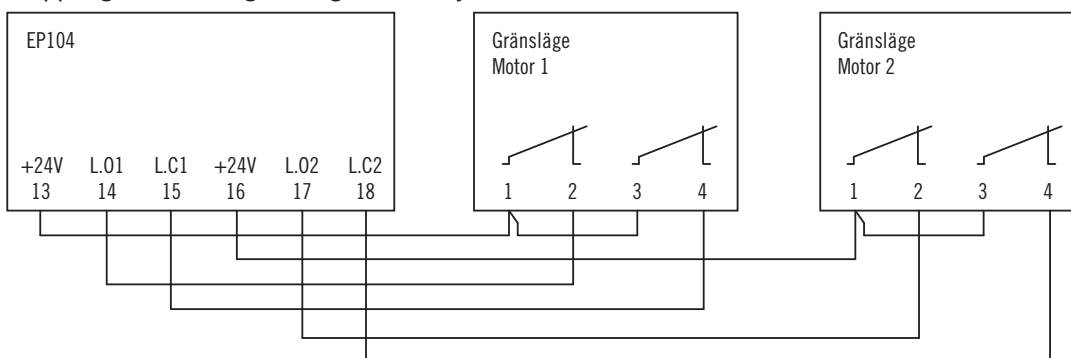 EP104
+24V L.O1 L.C1 +24V L.O2 L.C2
13 14 15 16 17 18
Gränsläge
Motor 1
1 2 3 4
Gränsläge
Motor 2
1 2 3 4